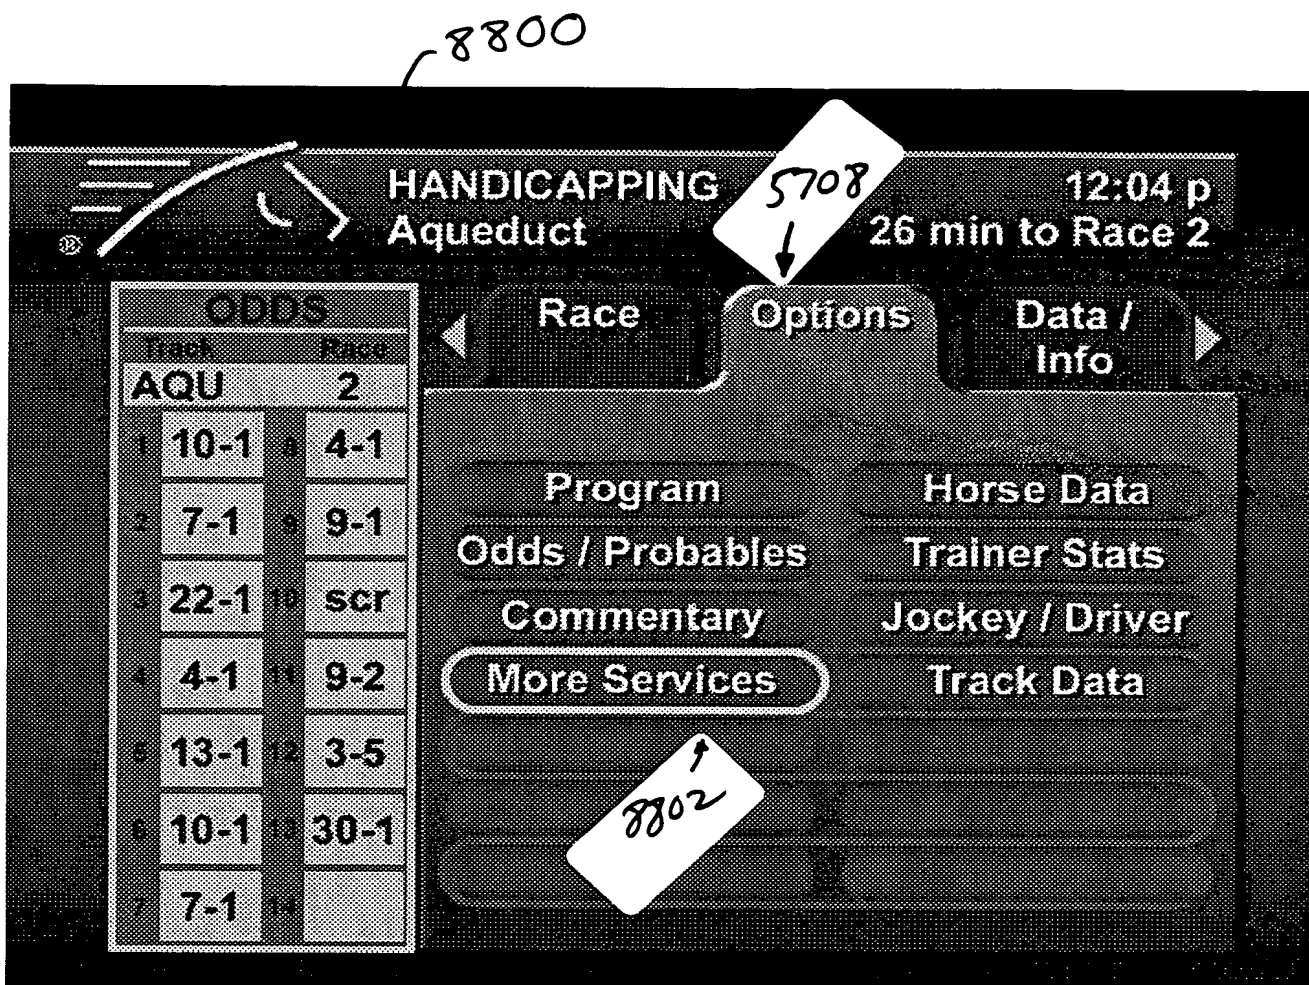 8800
HANDICAPPING
Aqueduct
5708
12:04 p
26 min to Race 2
®
ODDS
Track Race
AQU 2
1 10-1 8 4-1
2 7-1 9 9-1
3 22-1 10 scr
4 4-1 11 9-2
5 13-1 12 3-5
6 10-1 13 30-1
7 7-1 14
Race
Options
Data /
Info
Program
Horse Data
Odds / Probables
Trainer Stats
Commentary
Jockey / Driver
More Services
Track Data
8802